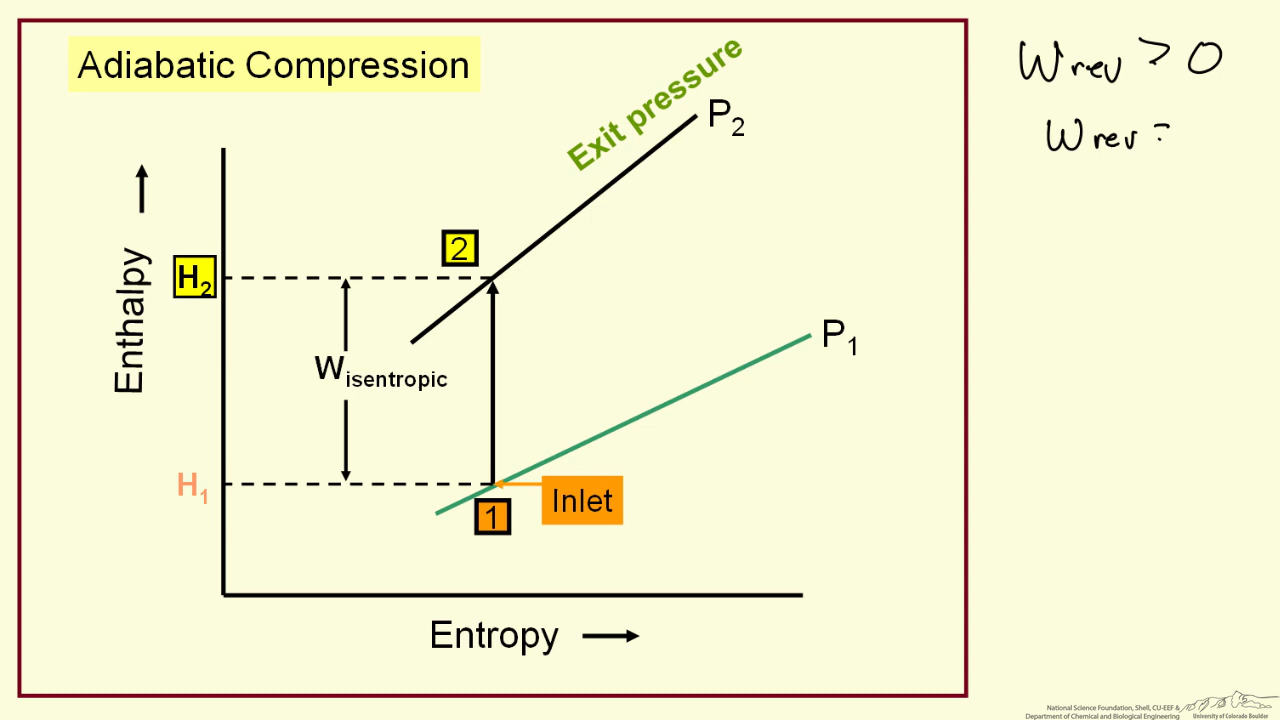 Adiabatic Compression
Exit pressure
P2
Wrev > 0
Wrev =
Enthalpy
2
H2
Wisentropic
P1
H1
Inlet
1
Entropy
National Science Foundation, Shell, CU-EEF &
Department of Chemical and Biological Engineering
University of Colorado Boulder